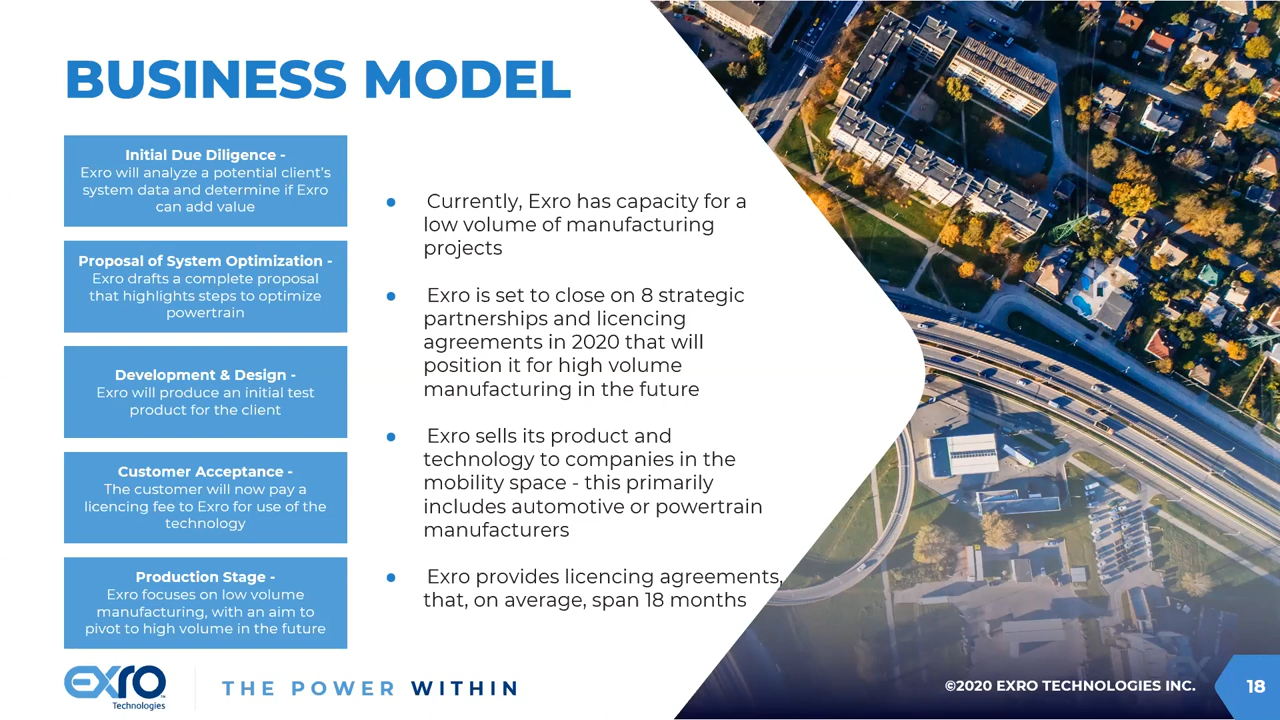 BUSINESS MODEL
Initial Due Diligence -
Exro will analyze a potential client's
system data and determine if Exro
can add value
Proposal of System Optimization -
Exro drafts a complete proposal
that highlights steps to optimize
powertrain
Development & Design -
Exro will produce an initial test
product for the client
Customer Acceptance -
The customer will now pay a
licencing fee to Exro for use of the
technology
Production Stage -
Exro focuses on low volume
manufacturing, with an aim to
pivot to high volume in the future
• Currently, Exro has capacity for a
low volume of manufacturing
projects
• Exro is set to close on 8 strategic
partnerships and licencing
agreements in 2020 that will
position it for high volume
manufacturing in the future
• Exro sells its product and
technology to companies in the
mobility space - this primarily
includes automotive or powertrain
manufacturers
• Exro provides licencing agreements,
that, on average, span 18 months
EXRO
Technologies
THE POWER WITHIN
©2020 EXRO TECHNOLOGIES INC.
18